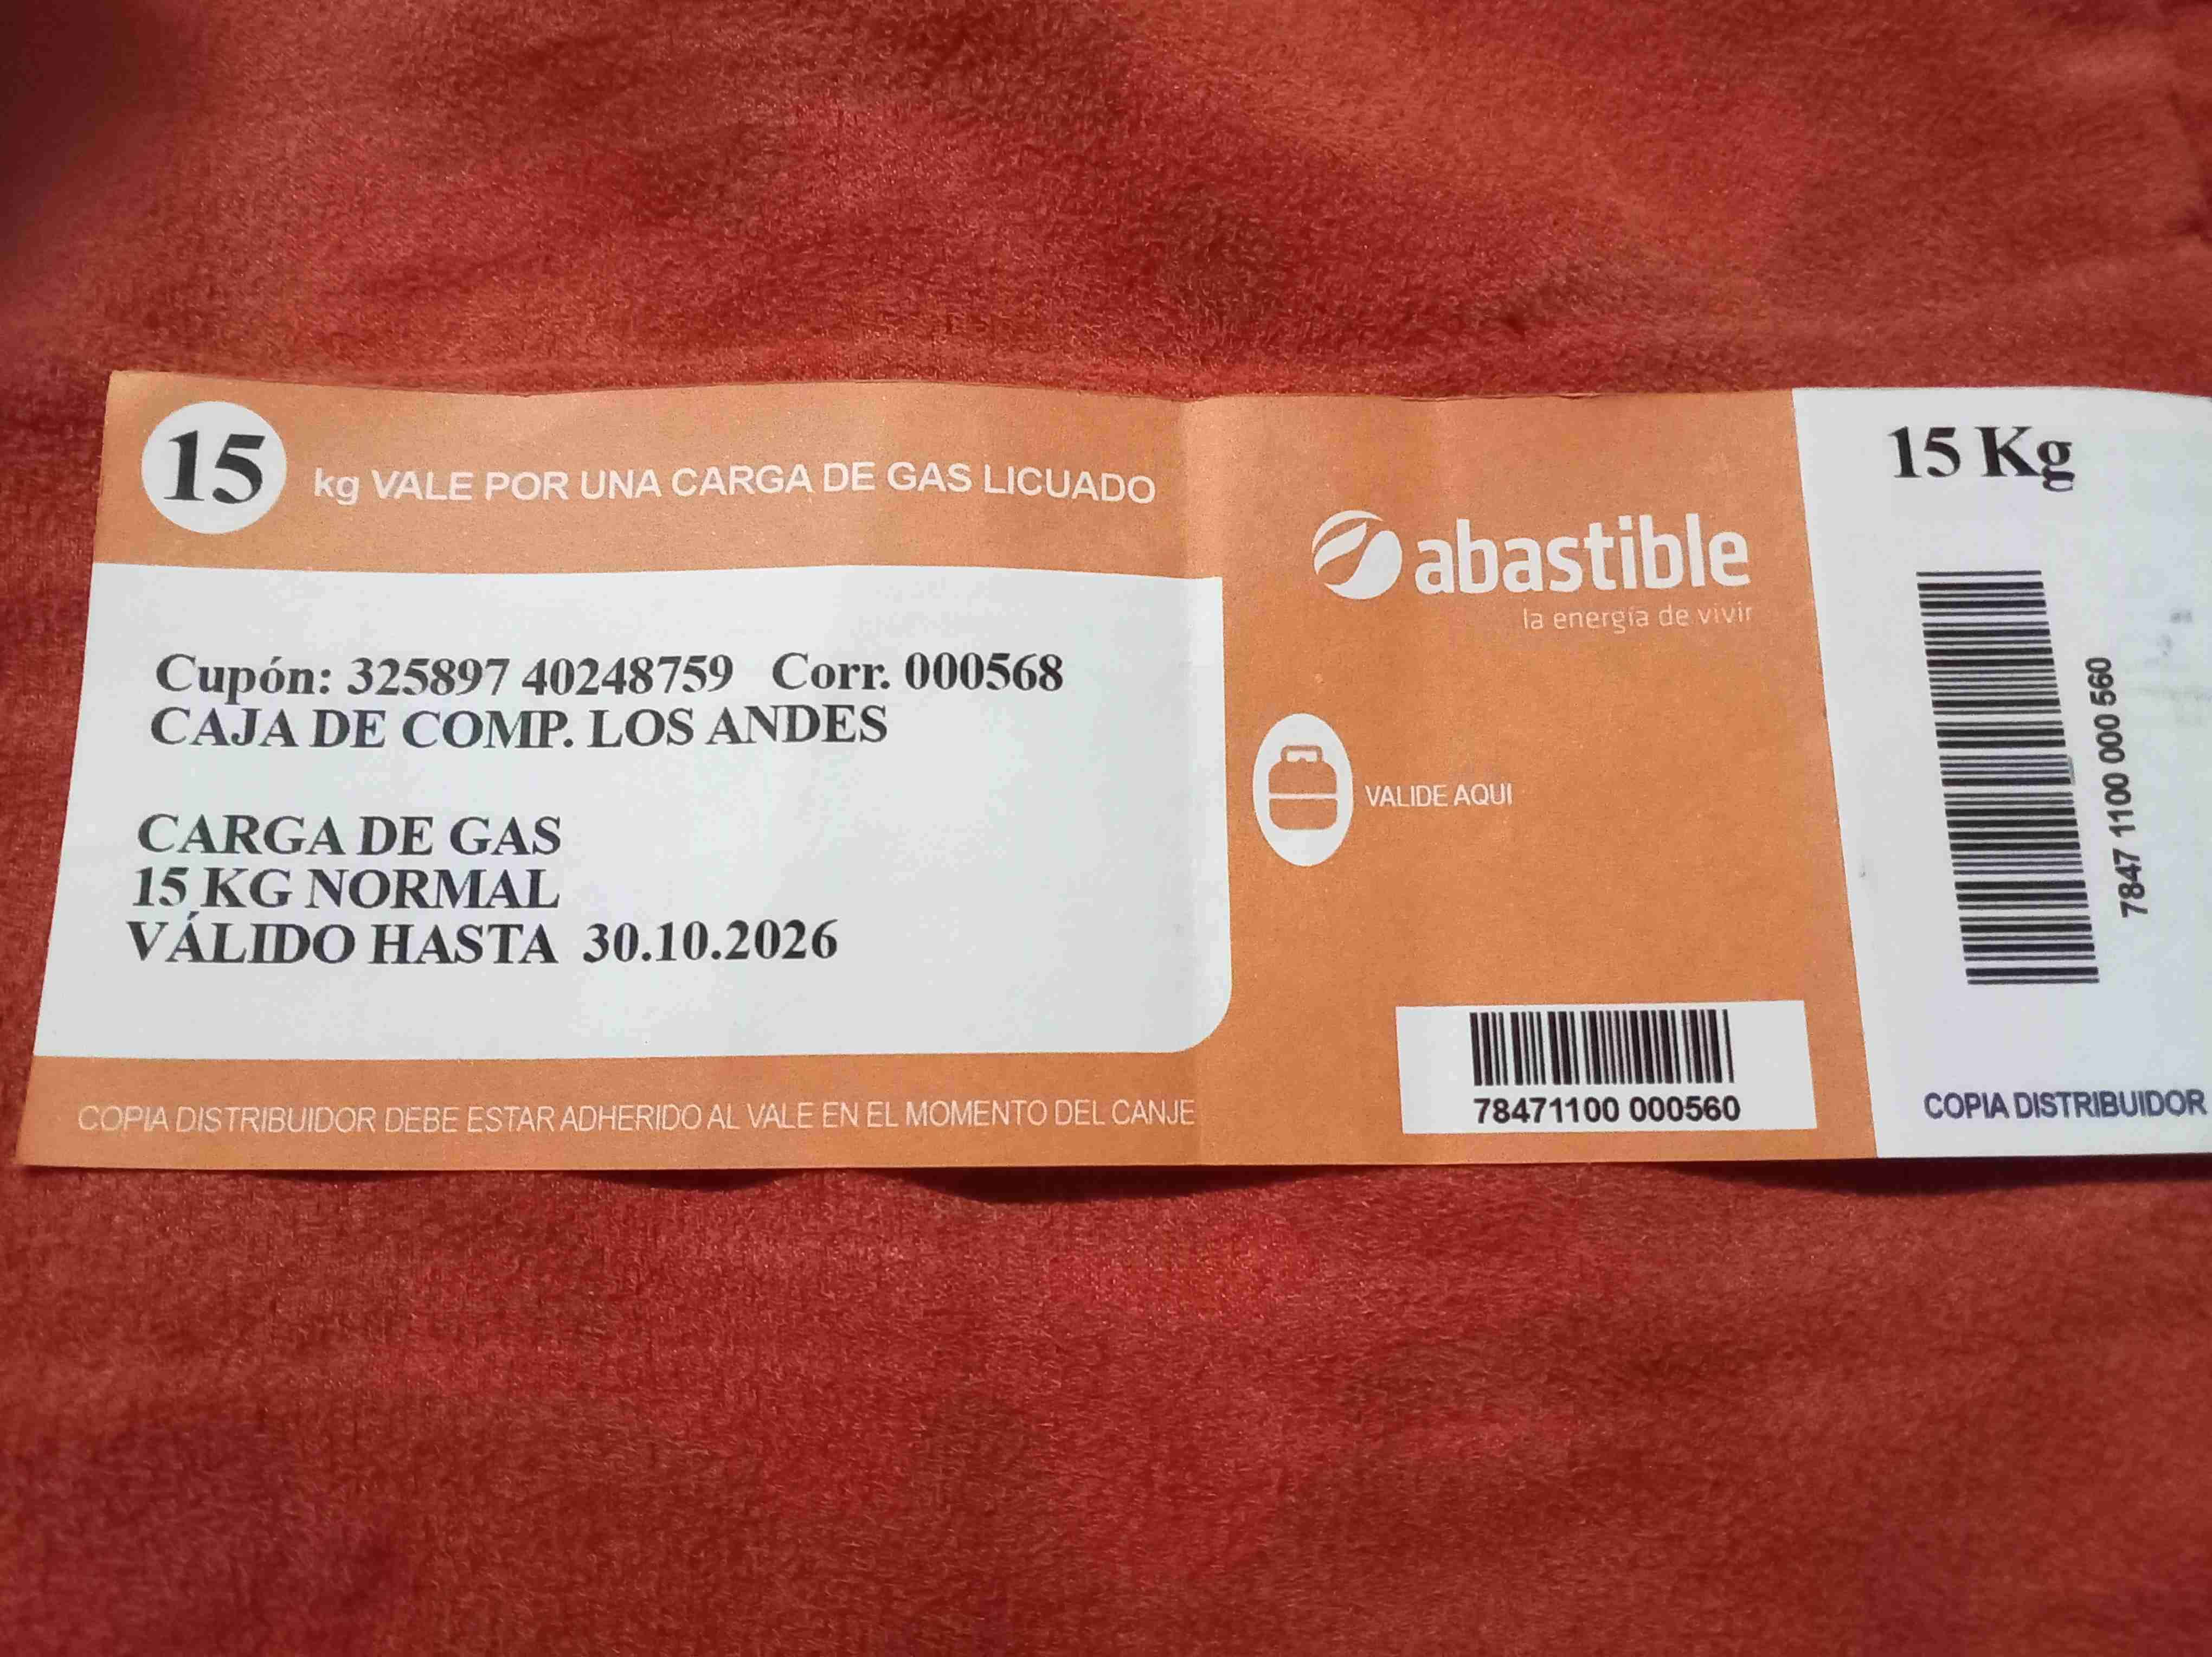 15 kg VALE POR UNA CARGA DE GAS LICUADO
Cupón: 325897 40248759 Corr. 000568
CAJA DE COMP. LOS ANDES
CARGA DE GAS
15 KG NORMAL
VÁLIDO HASTA 30.10.2026
COPIA DISTRIBUIDOR DEBE ESTAR ADHERIDO AL VALE EN EL MOMENTO DEL CANJE
abastible
la energía de vivir
VALIDE AQUI
78471100 000560
15 Kg
7847 1100 000 560
COPIA DISTRIBUIDOR